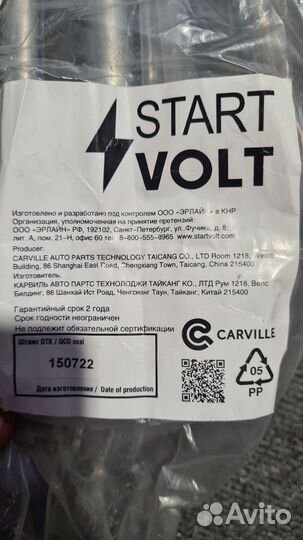 START
VOLT
Изготовлено и разработано под контролем ООО «ЭРЛАЙН» в КНР
Организация, уполномоченная на принятие претензий:
ООО «ЭРЛАЙН» РФ, 192102, Санкт-Петербург, ул. Фучика, д. 8,
лит. А, пом. 21-Н, офис 60 тел. 8-800-555-8965 www.startvolt.com
Producer:
CARVILLE AUTO PARTS TECHNOLOGY TAICANG CO., LTD Room 1218,
Building, 86 Shanghai East Road, Chengxiang Town, Taicang, China 215400
Изготовитель:
КАРВИЛЬ АВТО ПАРТС ТЕХНОЛОДЖИ ТАЙКАНГ КО., ЛТД Рум 1218,
Билдинг, 86 Шанхай Ист Роад, Ченгсианг Таун, Тайканг, Китай 215400
Гарантийный срок 2 года
Срок годности неограничен
Не подлежит обязательной сертификации
CARVILLE
Штамп ОТК / QCD seal
150722
Дата изготовления / Date of production
05
PP
Avito